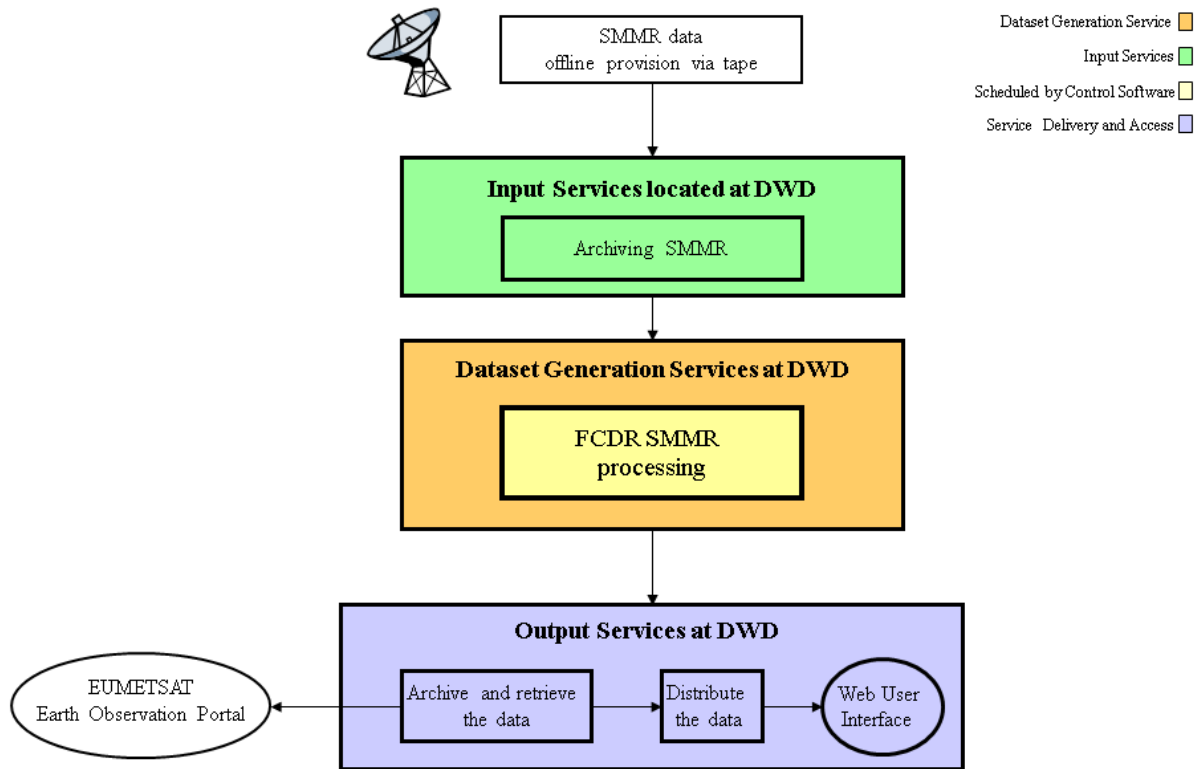 SMMR data
offline provision via tape
Dataset Generation Service
Input Services
Scheduled by Control Software
Service Delivery and Access
Input Services located at DWD
Archiving SMMR
Dataset Generation Services at DWD
FCDR SMMR
processing
Output Services at DWD
EUMETSAT
Earth Observation Portal
Archive and retrieve
the data
Distribute
the data
Web User
Interface